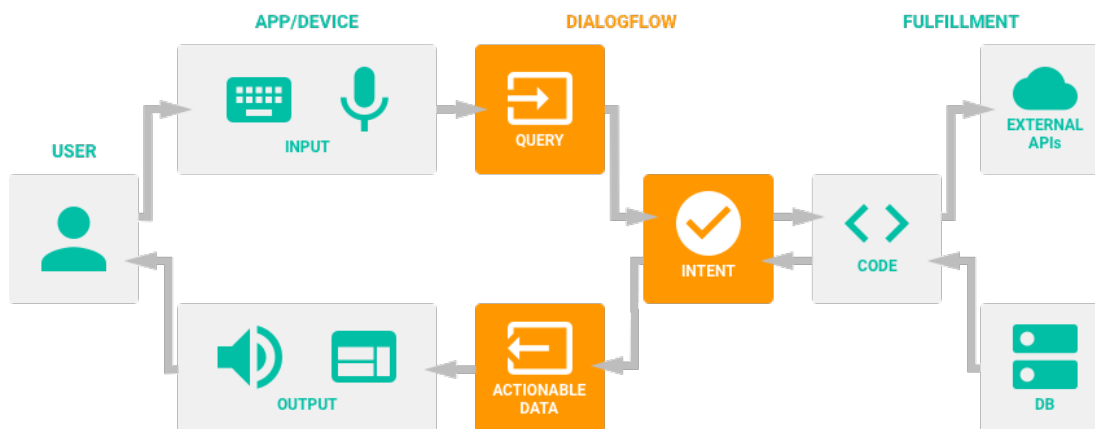 APP/DEVICE
DIALOGFLOW
FULFILLMENT
USER
INPUT
QUERY
EXTERNAL
APIs
INTENT
CODE
OUTPUT
ACTIONABLE
DATA
DB